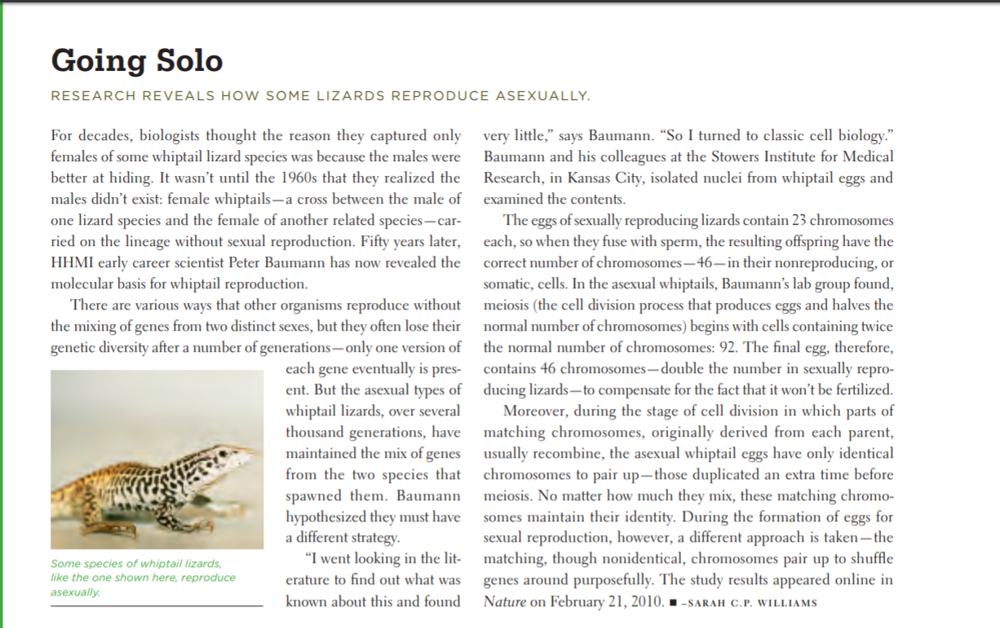 Going Solo
RESEARCH REVEALS HOW SOME LIZARDS REPRODUCE ASEXUALLY.
For decades, biologists thought the reason they captured only
females of some whiptail lizard species was because the males were
better at hiding. It wasn’t until the 1960s that they realized the
males didn’t exist: female whiptails—a cross between the male of
one lizard species and the female of another related species—car-
ried on the lineage without sexual reproduction. Fifty years later,
HHMI early career scientist Peter Baumann has now revealed the
molecular basis for whiptail reproduction.
There are various ways that other organisms reproduce without
the mixing of genes from two distinct sexes, but they often lose their
genetic diversity after a number of generations—only one version of
each gene eventually is pres-
ent. But the asexual types of
whiptail lizards, over several
thousand generations, have
maintained the mix of genes
from the two species that
spawned them. Baumann
hypothesized they must have
a different strategy.
“I went looking in the lit-
erature to find out what was
known about this and found
Some species of whiptail lizards,
like the one shown here, reproduce
asexually.
very little,” says Baumann. “So I turned to classic cell biology.”
Baumann and his colleagues at the Stowers Institute for Medical
Research, in Kansas City, isolated nuclei from whiptail eggs and
examined the contents.
The eggs of sexually reproducing lizards contain 23 chromosomes
each, so when they fuse with sperm, the resulting offspring have the
correct number of chromosomes—46—in their nonreproducing, or
somatic, cells. In the asexual whiptails, Baumann’s lab group found,
meiosis (the cell division process that produces eggs and halves the
normal number of chromosomes) begins with cells containing twice
the normal number of chromosomes: 92. The final egg, therefore,
contains 46 chromosomes—double the number in sexually repro-
ducing lizards—to compensate for the fact that it won’t be fertilized.
Moreover, during the stage of cell division in which parts of
matching chromosomes, originally derived from each parent,
usually recombine, the asexual whiptail eggs have only identical
chromosomes to pair up—those duplicated an extra time before
meiosis. No matter how much they mix, these matching chromo-
somes maintain their identity. During the formation of eggs for
sexual reproduction, however, a different approach is taken—the
matching, though nonidentical, chromosomes pair up to shuffle
genes around purposefully. The study results appeared online in
Nature on February 21, 2010. ■ –SARAH C.P. WILLIAMS